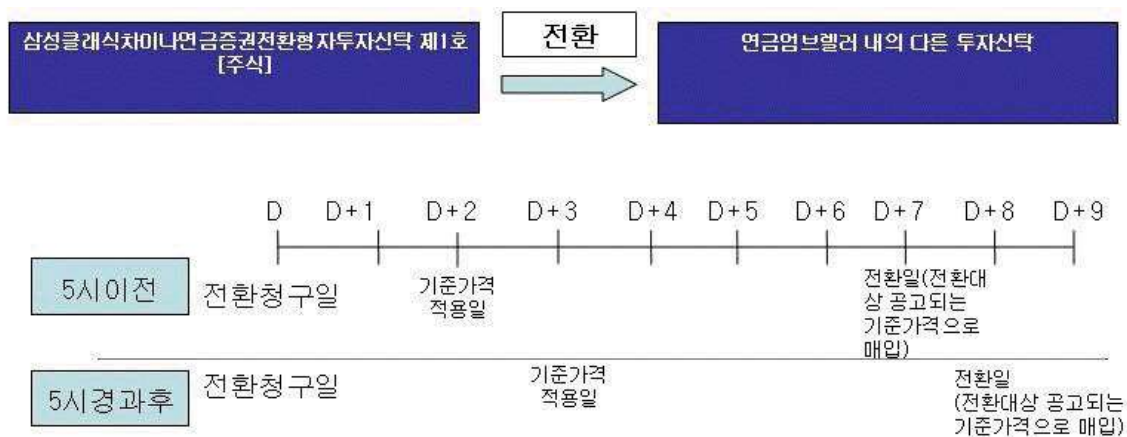 삼성클래식차이나연금증권전환형자투자신탁 제1호
[주식]
전환
연금엄브렐러 내의 다른 투자신탁
D D+1 D+2 D+3 D+4 D+5 D+6 D+7 D+8 D+9
5시이전
전환청구일
기준가격
적용일
전환일(전환대
상 공고되는
기준가격으로
매입)
5시경과후
전환청구일
기준가격
적용일
전환일
(전환대상 공고되는
기준가격으로 매입)